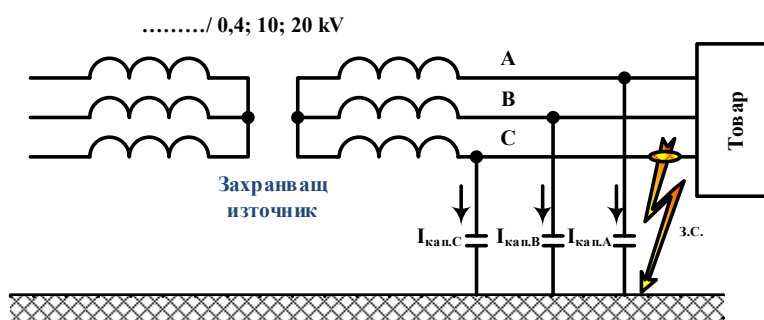 ........./ 0,4; 10; 20 kV
A
B
C
Товар
Захранващ
източник
Iкап.C
Iкап.B
Iкап.A
З.С.